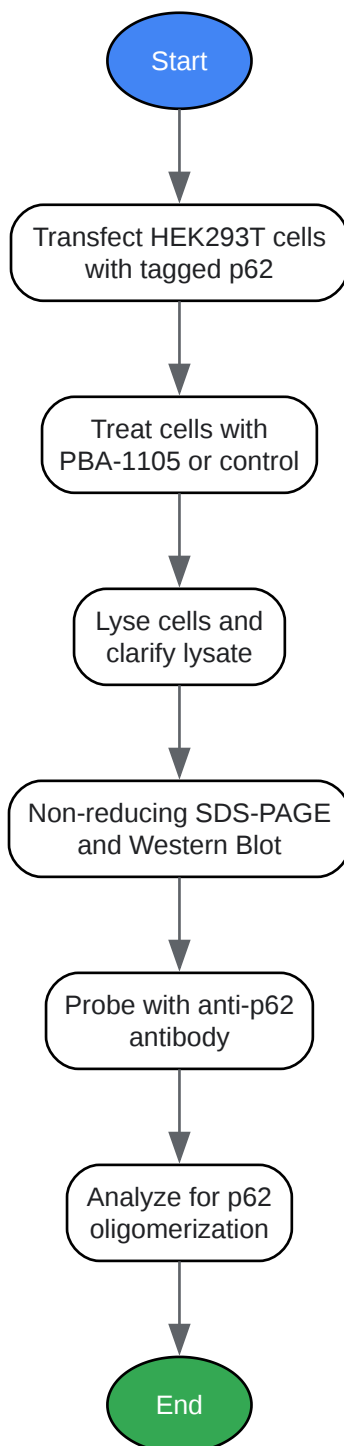 Start
Transfect HEK293T cells
with tagged p62
Treat cells with
PBA-1105 or control
Lyse cells and
clarify lysate
Non-reducing SDS-PAGE
and Western Blot
Probe with anti-p62
antibody
Analyze for p62
oligomerization
End